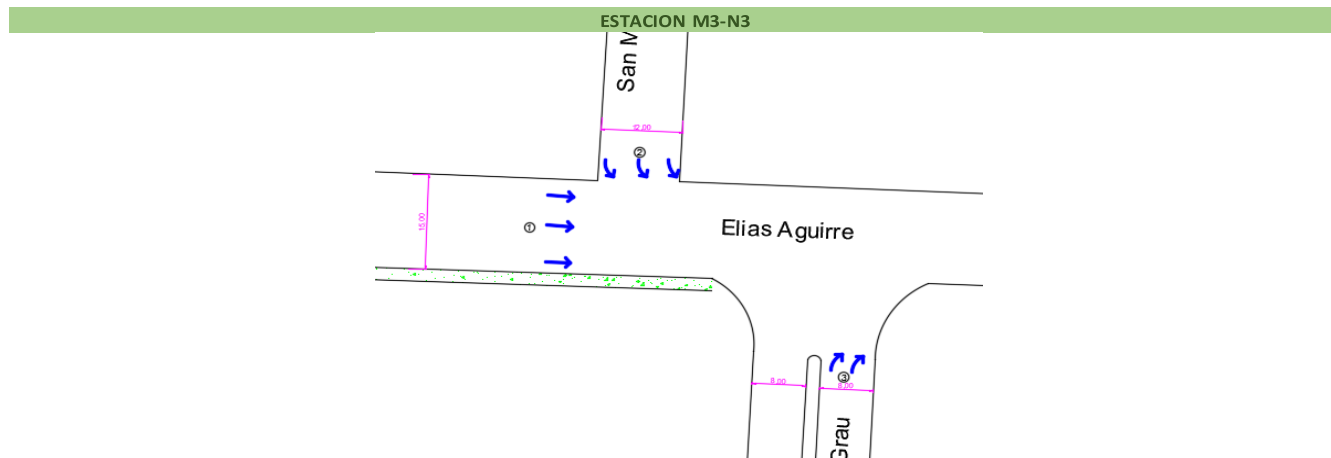 ESTACION M3-N3
San M
12.00
2
15.00
1
Elias Aguirre
3
8.00
8.00
Grau